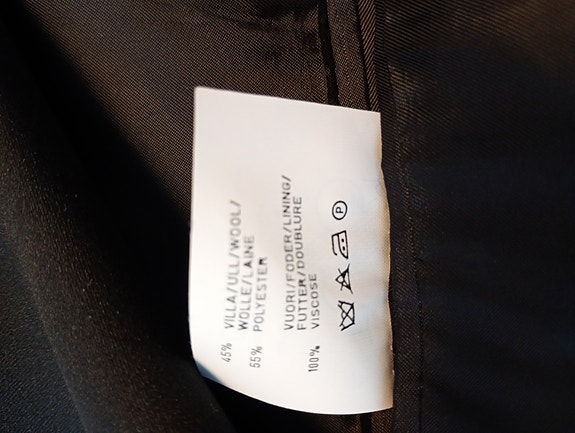 45% VILLA/ULL/WOOL/
WOLLE/LAINE
55% POLYESTER
VUORI/FODER/LINING/
FUTTER/DOUBLURE
100% VISCOSE
P